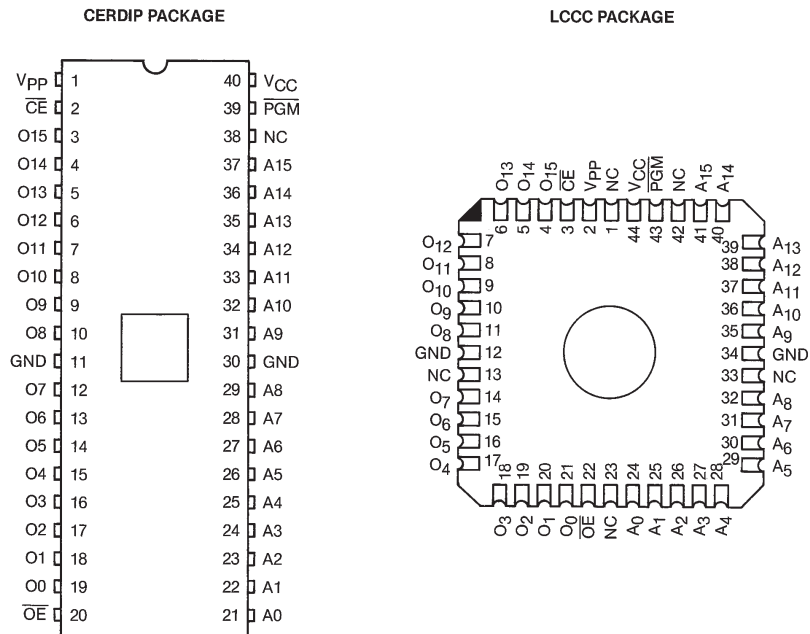 CERDIP PACKAGE
VPP 1 40 VCC
CE 2 39 PGM
O15 3 38 NC
O14 4 37 A15
O13 5 36 A14
O12 6 35 A13
O11 7 34 A12
O10 8 33 A11
O9 9 32 A10
O8 10 31 A9
GND 11 30 GND
O7 12 29 A8
O6 13 28 A7
O5 14 27 A6
O4 15 26 A5
O3 16 25 A4
O2 17 24 A3
O1 18 23 A2
O0 19 22 A1
OE 20 21 A0
LCCC PACKAGE
O13 O14 O15 CE VPP NC VCC PGM NC A15 A14
6 5 4 3 2 1 44 43 42 41 40
O12 7 39 A13
O11 8 38 A12
O10 9 37 A11
O9 10 36 A10
O8 11 35 A9
GND 12 34 GND
NC 13 33 NC
O7 14 32 A8
O6 15 31 A7
O5 16 30 A6
O4 17 29 A5
18 19 20 21 22 23 24 25 26 27 28
O3 O2 O1 O0 OE NC A0 A1 A2 A3 A4